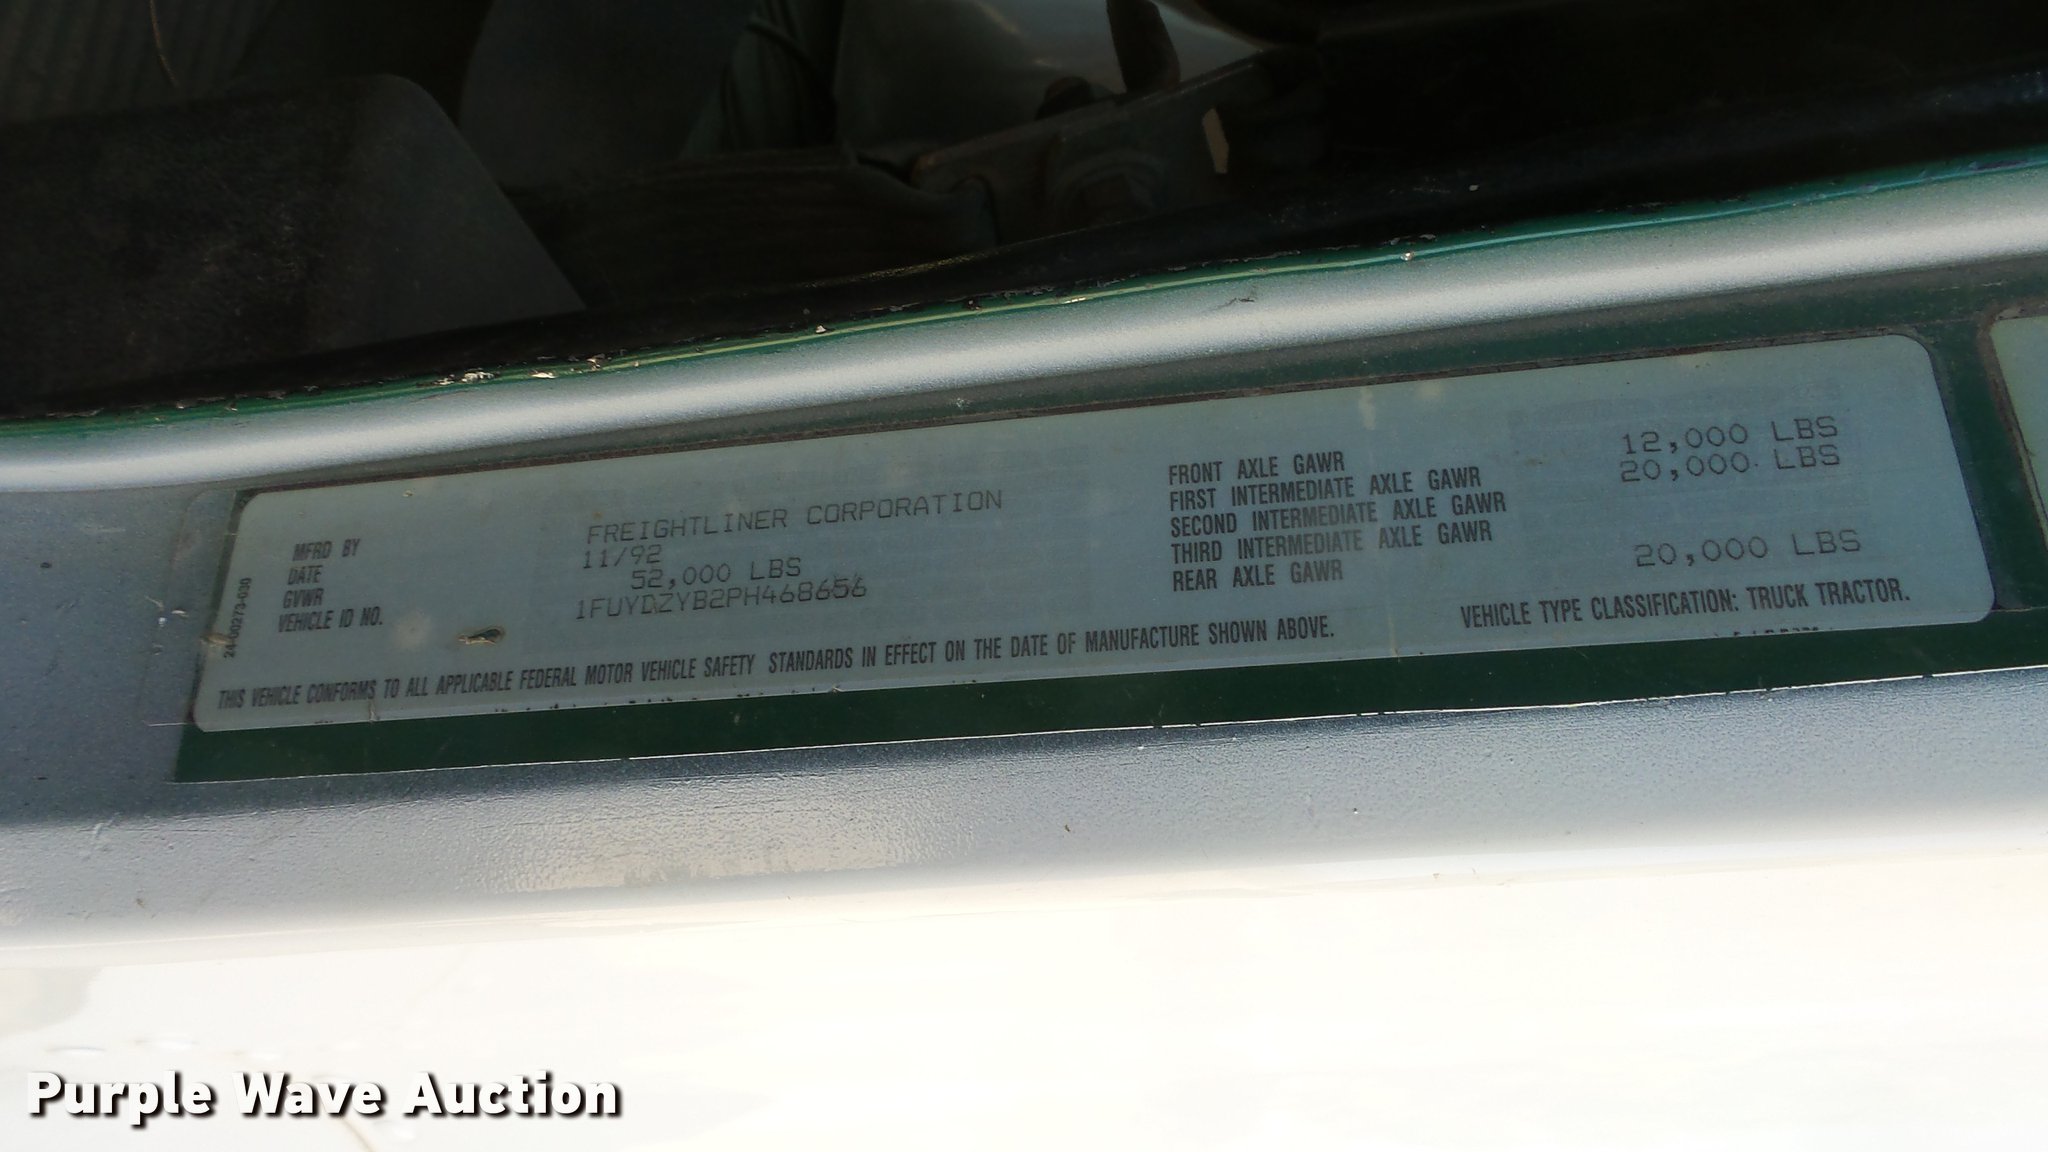 MFRD BY FREIGHTLINER CORPORATION
DATE 11/92
GVWR 52,000 LBS
VEHICLE ID NO. 1FUYDZYB2PH468656
24-00273-030
FRONT AXLE GAWR 12,000 LBS
FIRST INTERMEDIATE AXLE GAWR 20,000 LBS
SECOND INTERMEDIATE AXLE GAWR
THIRD INTERMEDIATE AXLE GAWR
REAR AXLE GAWR 20,000 LBS
THIS VEHICLE CONFORMS TO ALL APPLICABLE FEDERAL MOTOR VEHICLE SAFETY STANDARDS IN EFFECT ON THE DATE OF MANUFACTURE SHOWN ABOVE.
VEHICLE TYPE CLASSIFICATION: TRUCK TRACTOR.
Purple Wave Auction